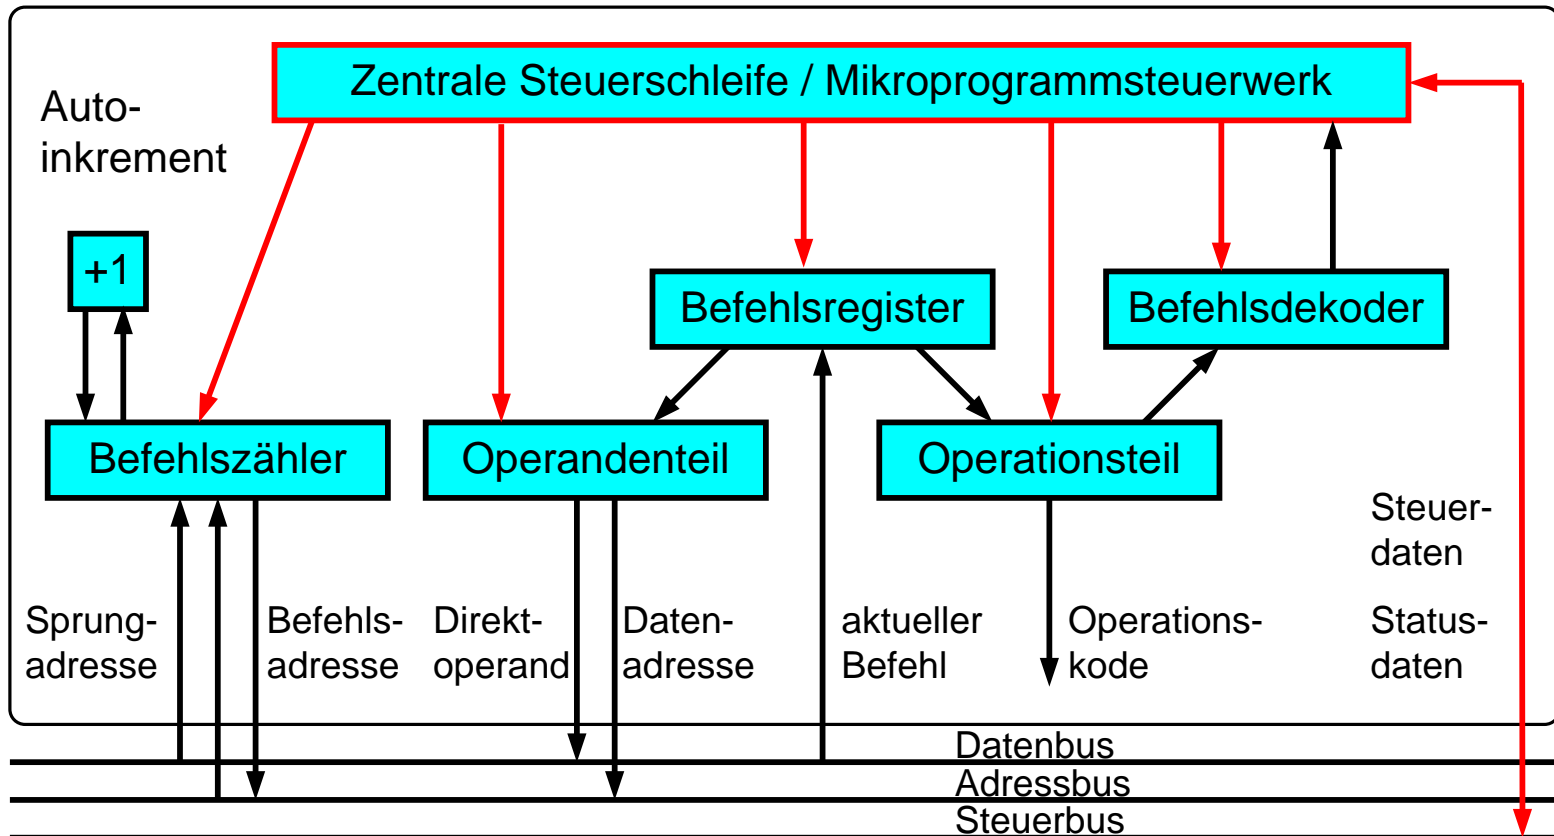 Zentrale Steuerschleife / Mikroprogrammsteuerwerk
Auto-
inkrement
+1
Befehlsregister
Befehlsdekoder
Befehlszähler
Operandenteil
Operationsteil
Steuer-
daten
Sprung-
adresse
Befehls-
adresse
Direkt-
operand
Daten-
adresse
aktueller
Befehl
Operations-
kode
Status-
daten
Datenbus
Adressbus
Steuerbus